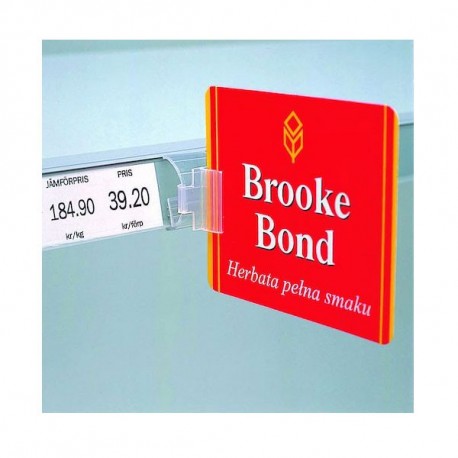 JÄMFÖRPRIS PRIS
184.90 39.20
kr/kg kr/förp
Brooke
Bond
Herbata pełna smaku